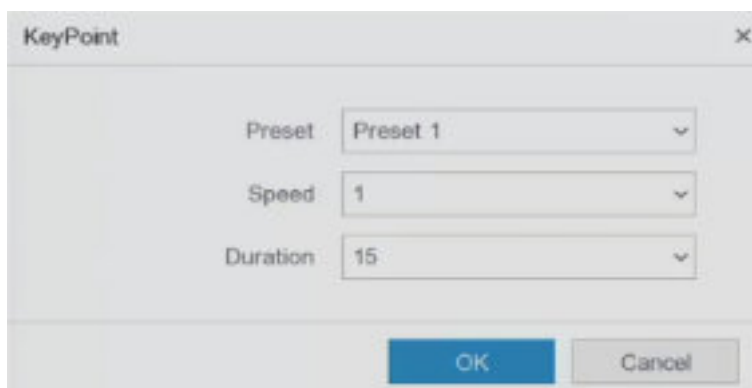 KeyPoint ×
Preset Preset 1
Speed 1
Duration 15
OK Cancel